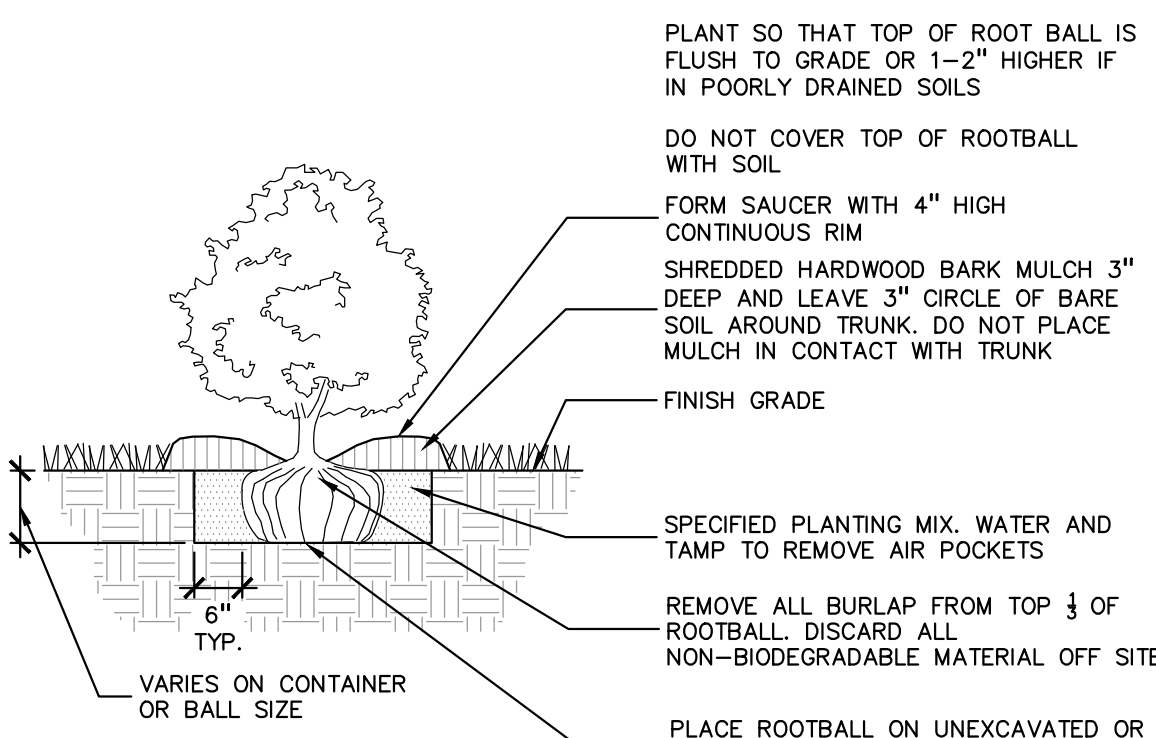 PLANT SO THAT TOP OF ROOT BALL IS
FLUSH TO GRADE OR 1-2" HIGHER IF
IN POORLY DRAINED SOILS
DO NOT COVER TOP OF ROOTBALL
WITH SOIL
FORM SAUCER WITH 4" HIGH
CONTINUOUS RIM
SHREDDED HARDWOOD BARK MULCH 3"
DEEP AND LEAVE 3" CIRCLE OF BARE
SOIL AROUND TRUNK. DO NOT PLACE
MULCH IN CONTACT WITH TRUNK
FINISH GRADE
SPECIFIED PLANTING MIX. WATER AND
TAMP TO REMOVE AIR POCKETS
REMOVE ALL BURLAP FROM TOP 1/3 OF
ROOTBALL. DISCARD ALL
NON-BIODEGRADABLE MATERIAL OFF SITE
6"
TYP.
VARIES ON CONTAINER
OR BALL SIZE
PLACE ROOTBALL ON UNEXCAVATED OR